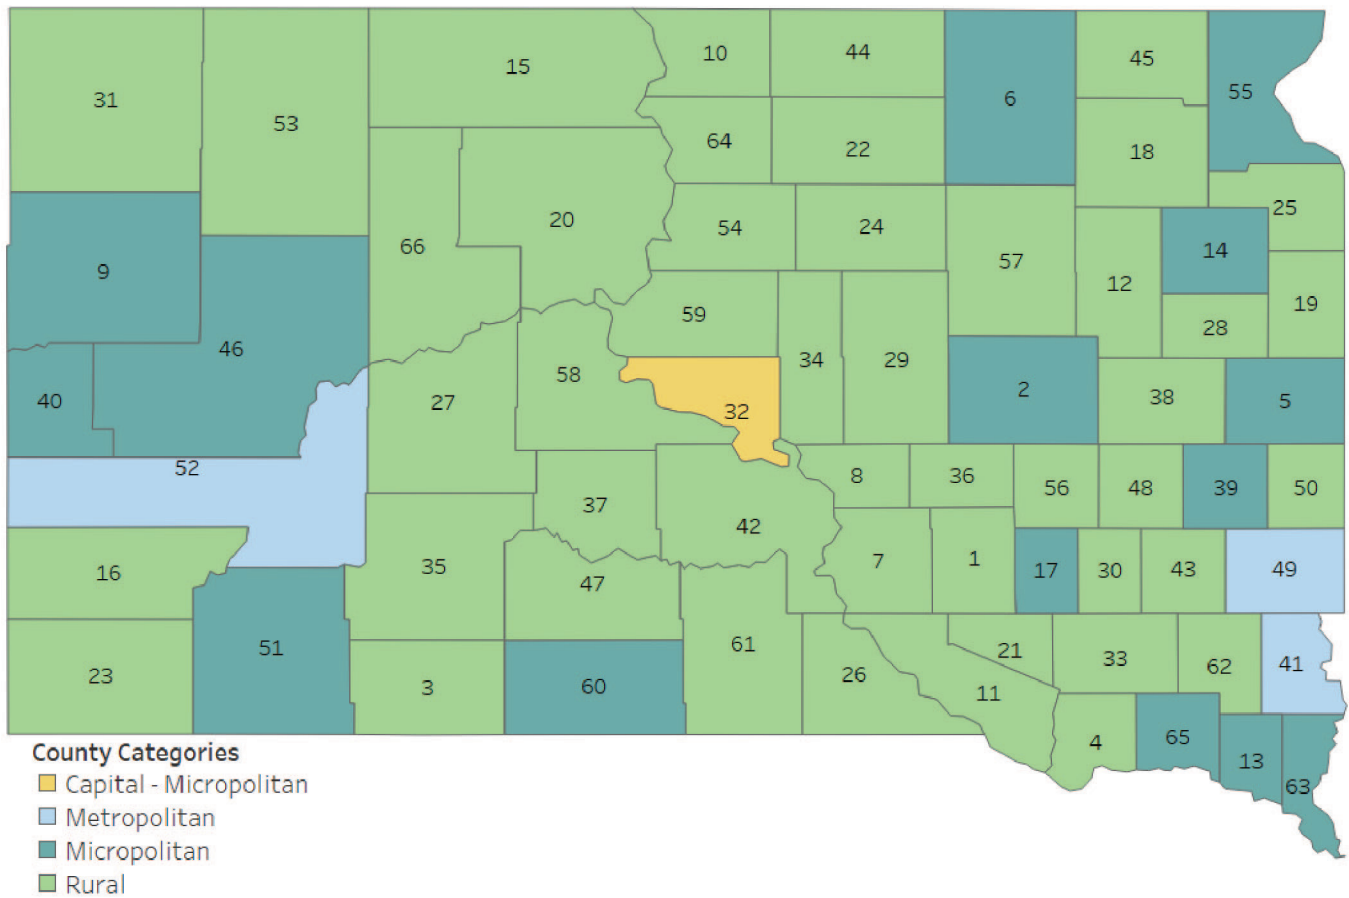 10 44 45
15 55
31 53 6
64 22 18
20 54 24 25
66 57 14
9 12
59 28 19
46 34 29
58 2 38 5
40 27 32
52 8 36
37 56 48 39 50
42
16 35 47 7 1 17 30 43 49
51 61 21 33 62 41
23 3 60 26 11
4 65 13 63
County Categories
Capital - Micropolitan
Metropolitan
Micropolitan
Rural